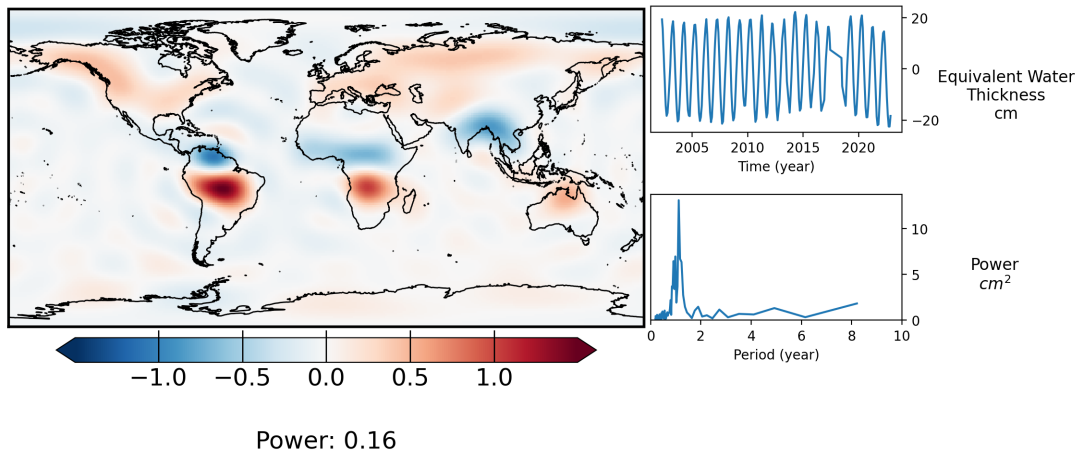 20
0
−20
2005 2010 2015 2020
Time (year)
Equivalent Water
Thickness
cm
10
5
0
0 2 4 6 8 10
Period (year)
Power
cm²
−1.0 −0.5 0.0 0.5 1.0
Power: 0.16